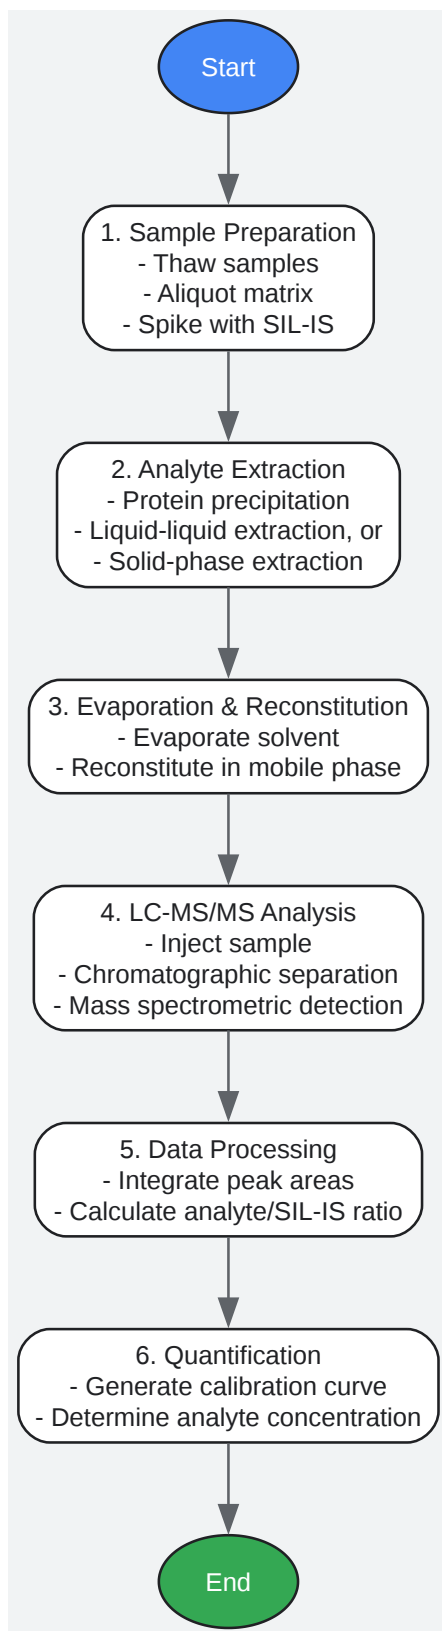 Start
1. Sample Preparation
- Thaw samples
- Aliquot matrix
- Spike with SIL-IS
2. Analyte Extraction
- Protein precipitation
- Liquid-liquid extraction, or
- Solid-phase extraction
3. Evaporation & Reconstitution
- Evaporate solvent
- Reconstitute in mobile phase
4. LC-MS/MS Analysis
- Inject sample
- Chromatographic separation
- Mass spectrometric detection
5. Data Processing
- Integrate peak areas
- Calculate analyte/SIL-IS ratio
6. Quantification
- Generate calibration curve
- Determine analyte concentration
End